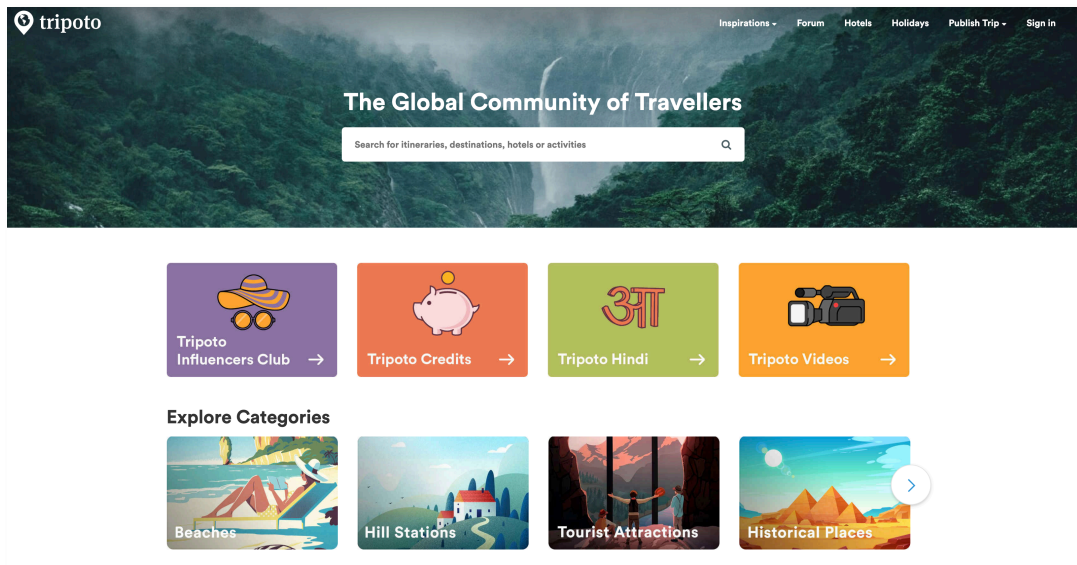 tripoto
Inspirations
Forum
Hotels
Holidays
Publish Trip
Sign in
The Global Community of Travellers
Search for itineraries, destinations, hotels or activities
Tripoto
Influencers Club
Tripoto Credits
आ
Tripoto Hindi
Tripoto Videos
Explore Categories
Beaches
Hill Stations
Tourist Attractions
Historical Places